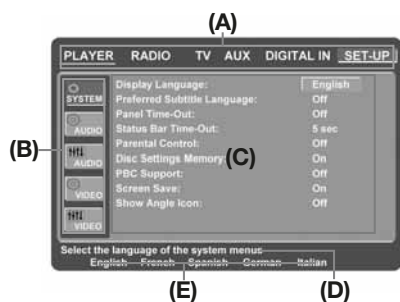 (A)
PLAYER RADIO TV AUX DIGITAL IN SET-UP
SYSTEM
AUDIO
AUDIO
VIDEO
VIDEO
(B)
Display Language: English
Preferred Subtitle Language: Off
Panel Time-Out: Off
Status Bar Time-Out: 5 sec
Parental Control: Off
Disc Settings Memory: On
(C)
PBC Support: Off
Screen Save: On
Show Angle Icon: Off
Select the language of the system menus
English French Spanish German Italian
(E) (D)